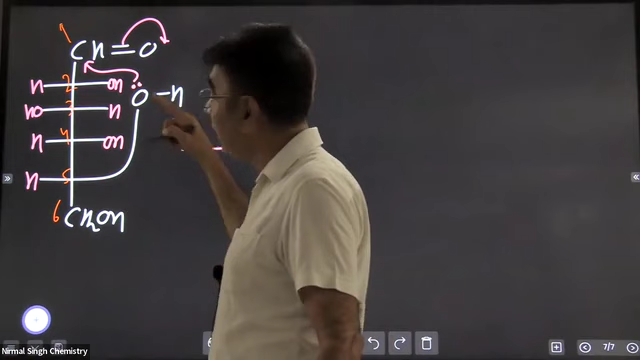 1
CH=O
H 2 OH
HO 3 H
H 4 OH
H 5
O-H
6 CH2OH
7/7
Nirmal Singh Chemistry